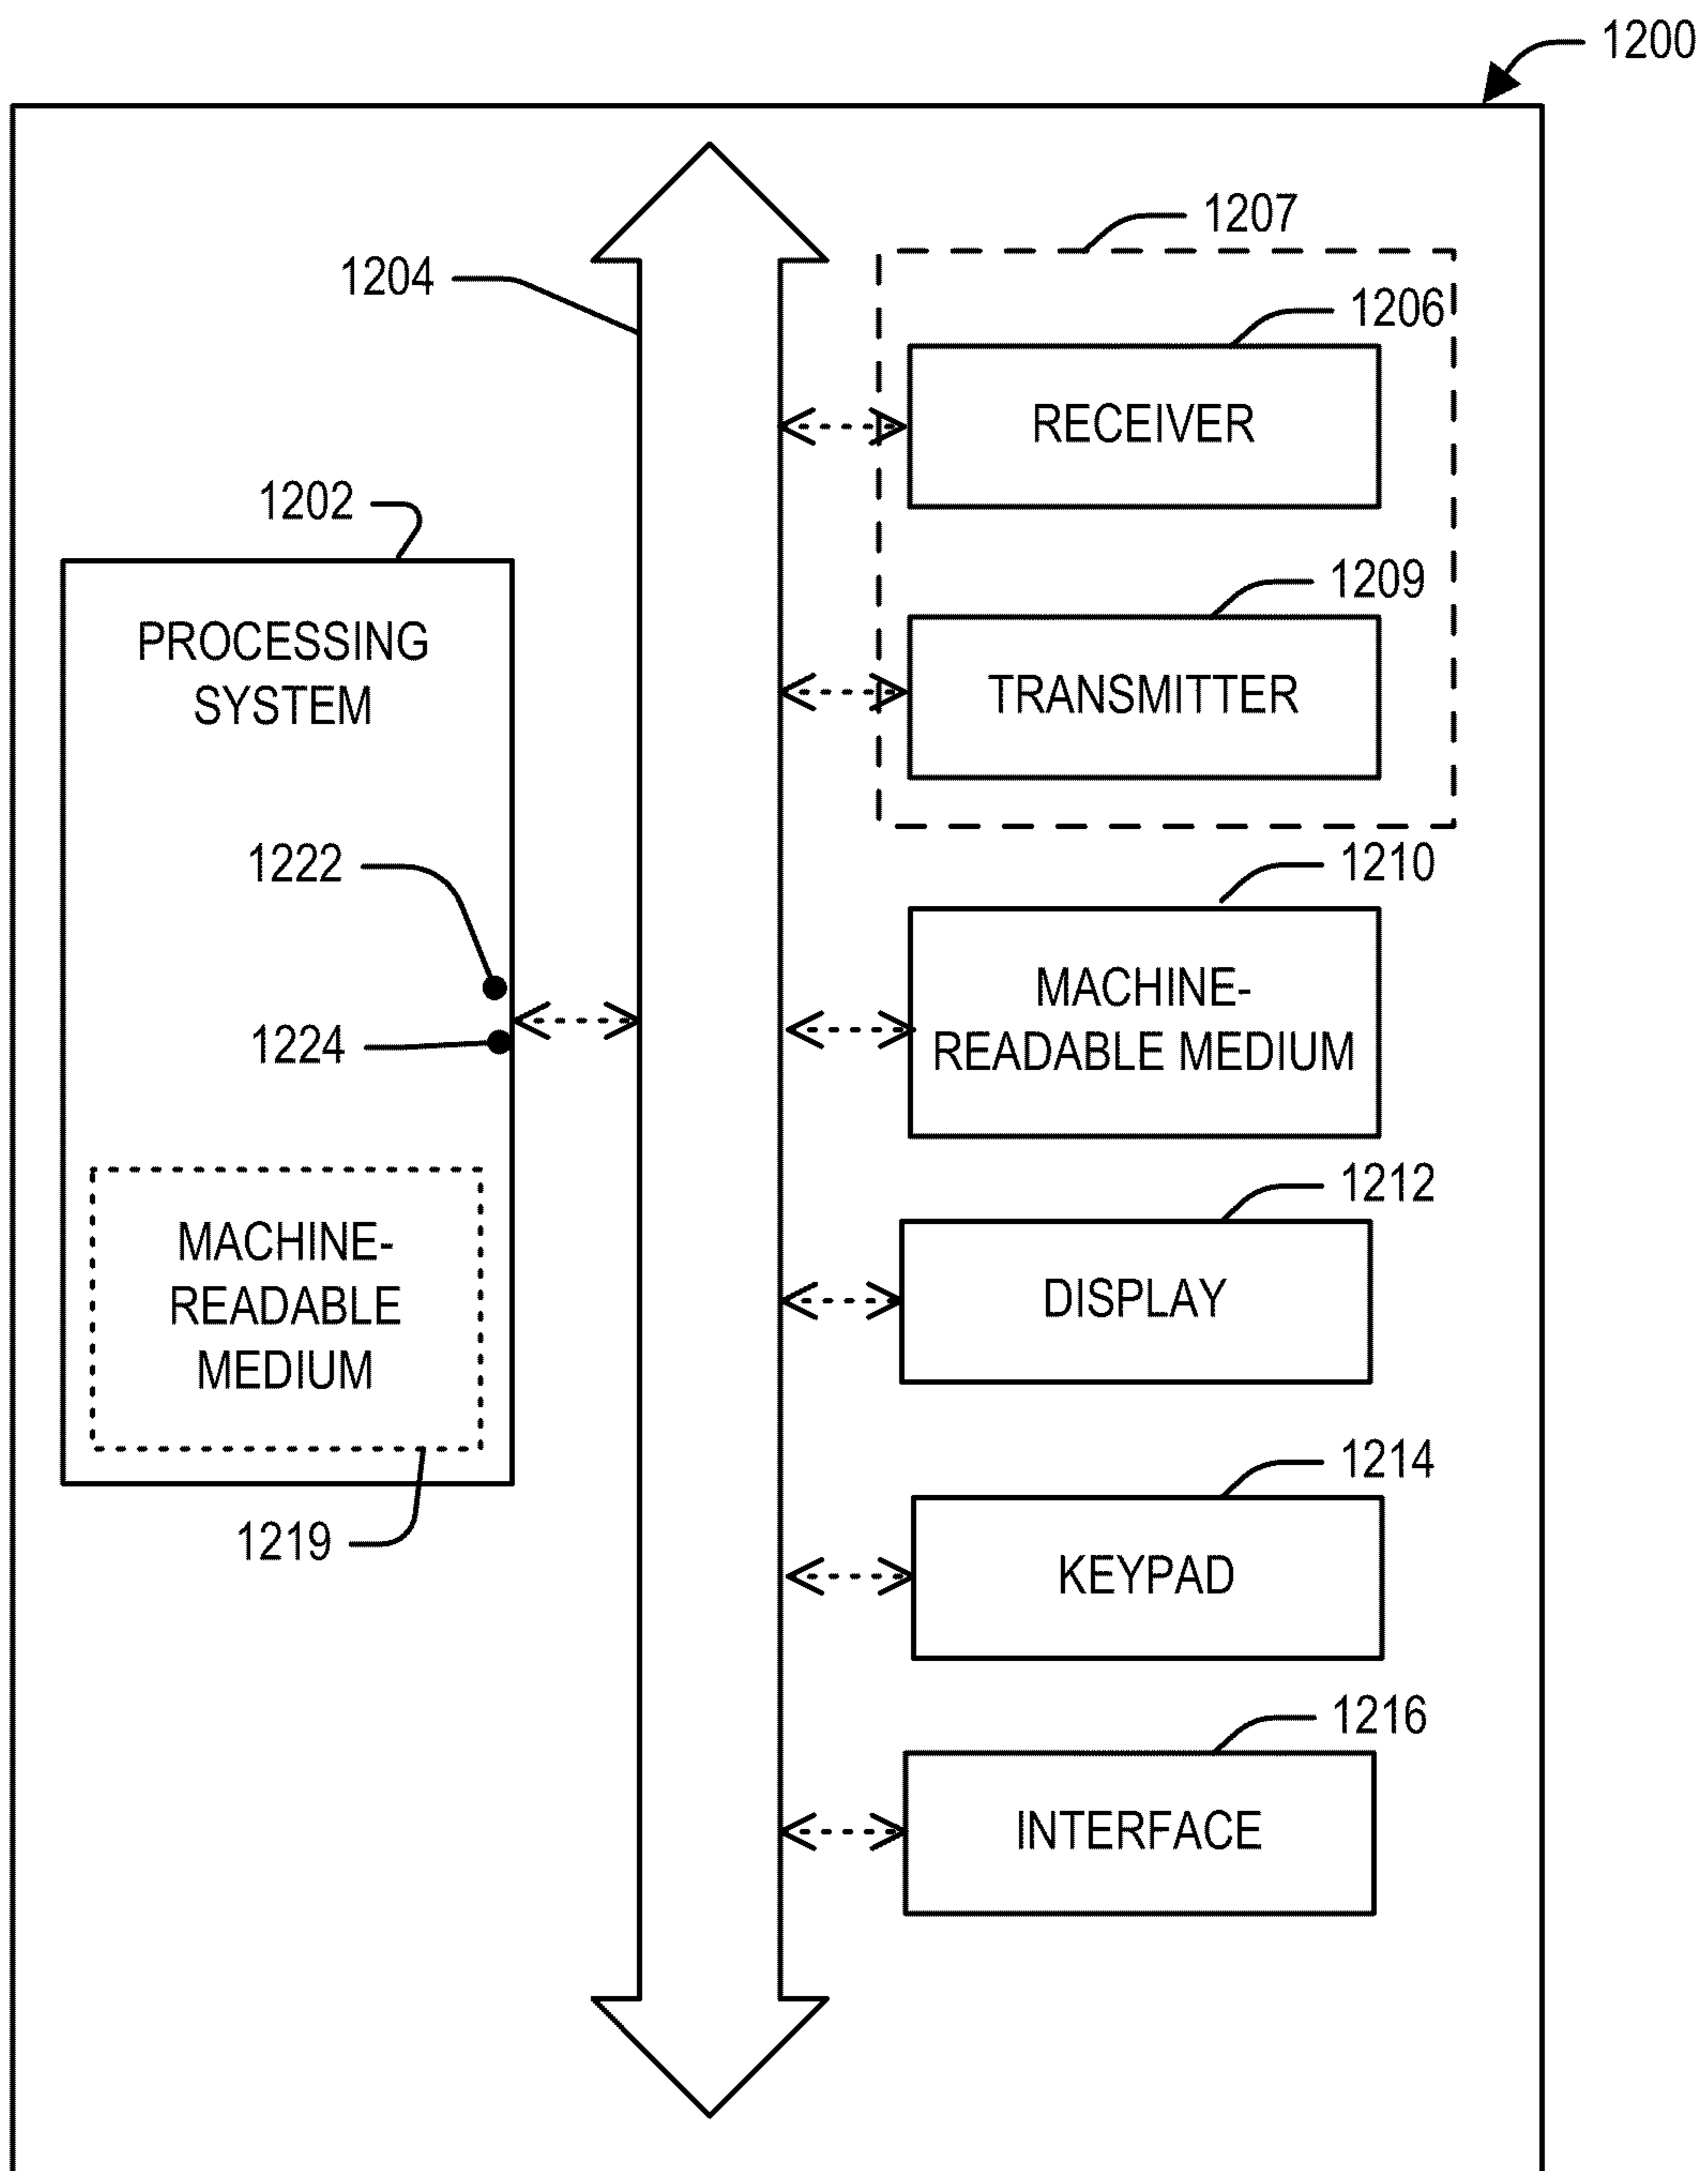 1200
1207
1204
1206
RECEIVER
1202
1209
PROCESSING
SYSTEM
TRANSMITTER
1222
1210
MACHINE-
READABLE MEDIUM
1224
1212
MACHINE-
READABLE
MEDIUM
DISPLAY
1214
1219
KEYPAD
1216
INTERFACE